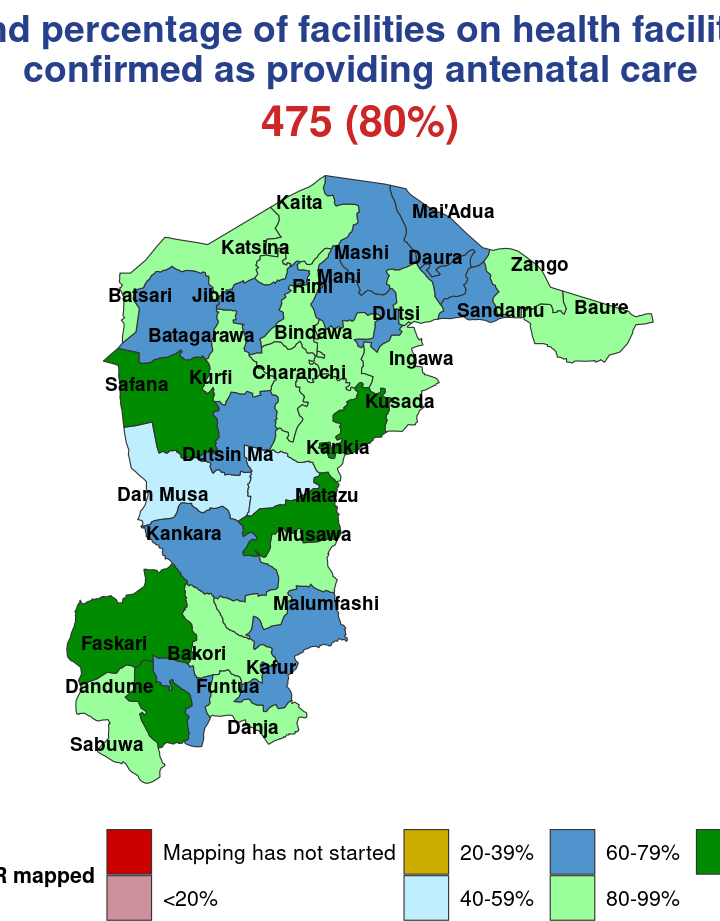 percentage of facilities on health
confirmed as providing antenatal care
475 (80%)
Kaita
Mai'Adua
Katsina
Mashi
Daura
Zango
Mani
Rimi
Batsari
Jibia
Dutsi
Sandamu
Baure
Batagarawa
Bindawa
Ingawa
Safana
Kurfi
Charanchi
Kusada
Dutsin Ma
Kankia
Dan Musa
Matazu
Kankara
Musawa
Malumfashi
Faskari
Bakori
Kafur
Dandume
Funtua
Danja
Sabuwa
mapped
Mapping has not started
<20%
20-39%
40-59%
60-79%
80-99%